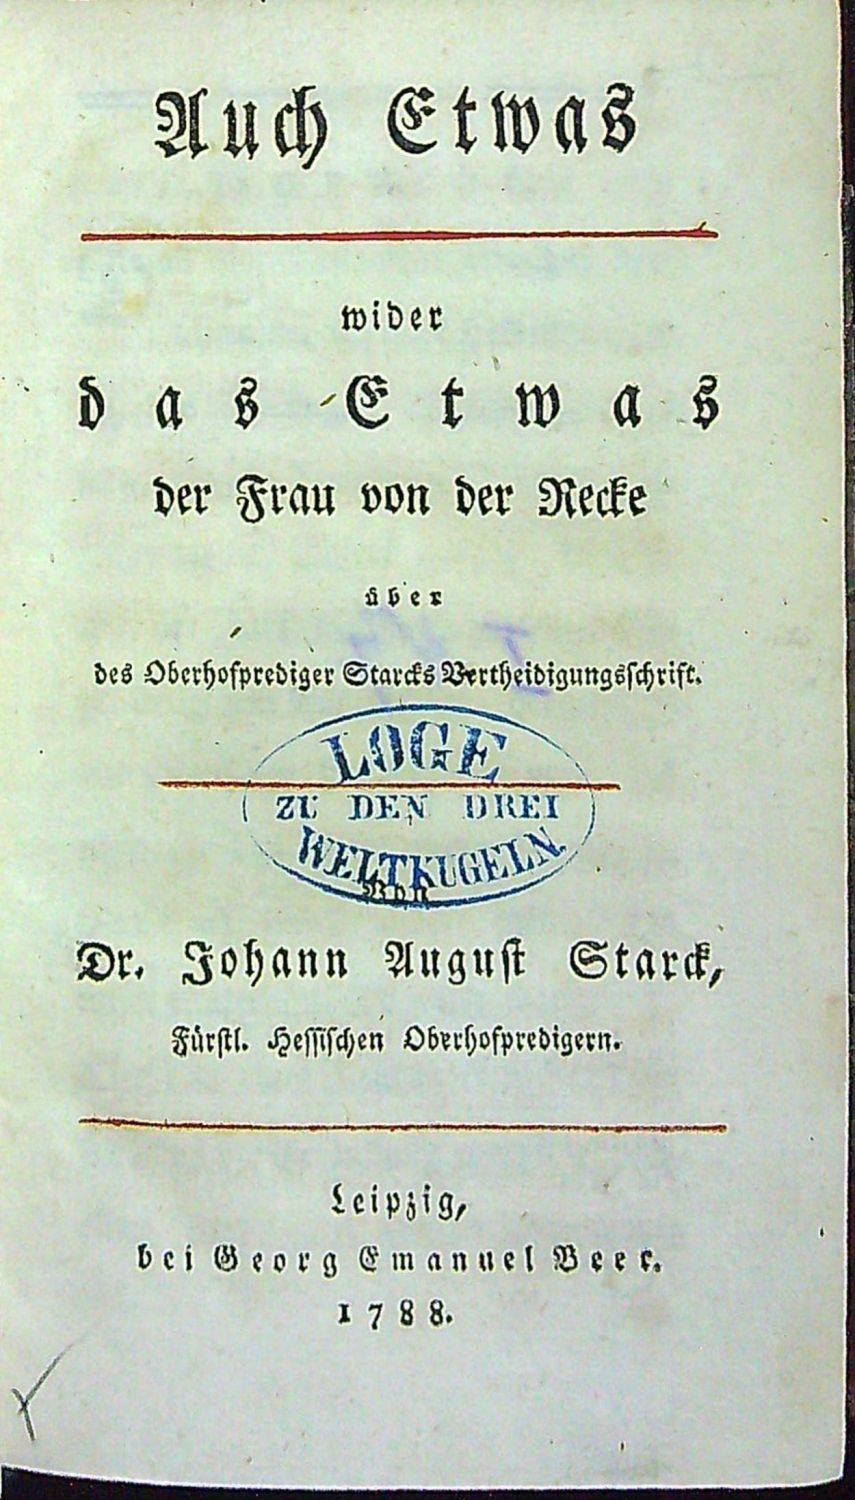 Auch Etwas
wider
das Etwas
der Frau von der Recke
über
des Oberhofprediger Starcks Vertheidigungsschrift.
LOGE
ZU DEN DREI
WELTKUGELN
Von
Dr. Johann August Starck,
Fürstl. Hessischen Oberhofpredigern.
Leipzig,
bei Georg Emanuel Beer.
1788.